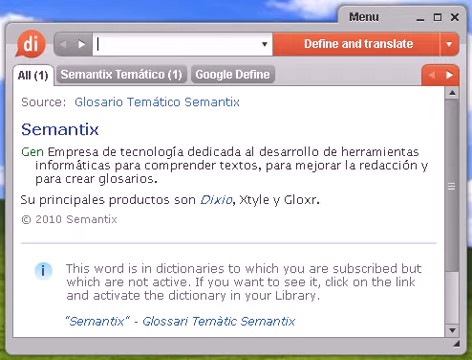 Menu
di
Define and translate
All (1)
Semantix Temático (1)
Google Define
Source: Glosario Temático Semantix
Semantix
Gen Empresa de tecnología dedicada al desarrollo de herramientas
informáticas para comprender textos, para mejorar la redacción y
para crear glosarios.
Su principales productos son Dixio, Xtyle y Gloxr.
© 2010 Semantix
i
This word is in dictionaries to which you are subscribed but
which are not active. If you want to see it, click on the link
and activate the dictionary in your Library.
"Semantix" - Glossari Temàtic Semantix